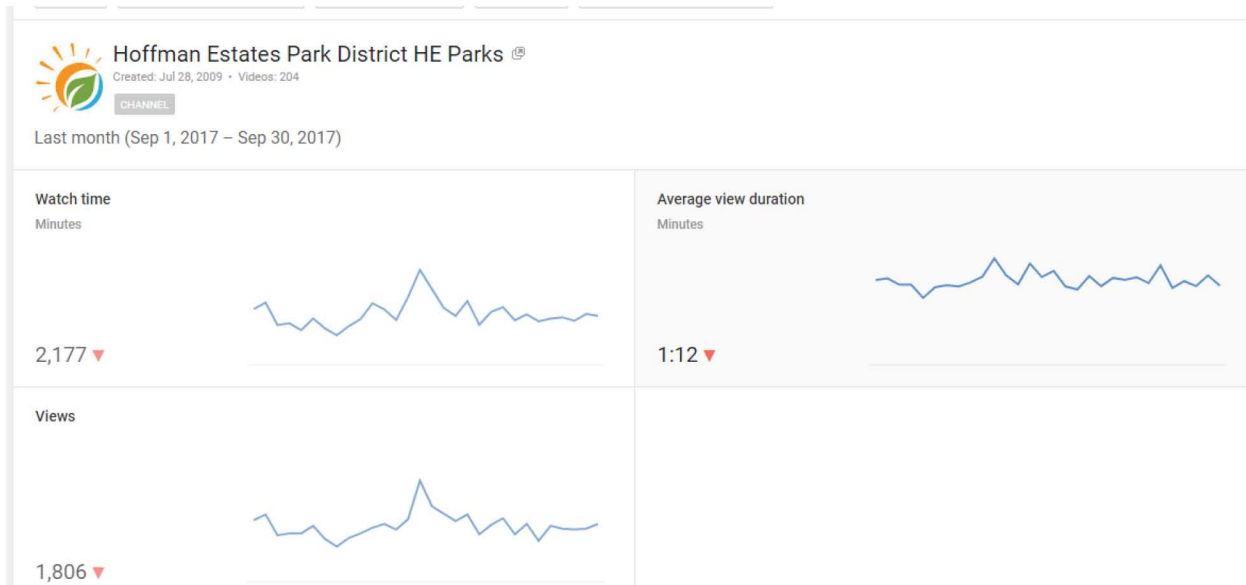 Hoffman Estates Park District HE Parks
Created: Jul 28, 2009 • Videos: 204
CHANNEL
Last month (Sep 1, 2017 – Sep 30, 2017)
Watch time
Minutes
2,177
Average view duration
Minutes
1:12
Views
1,806